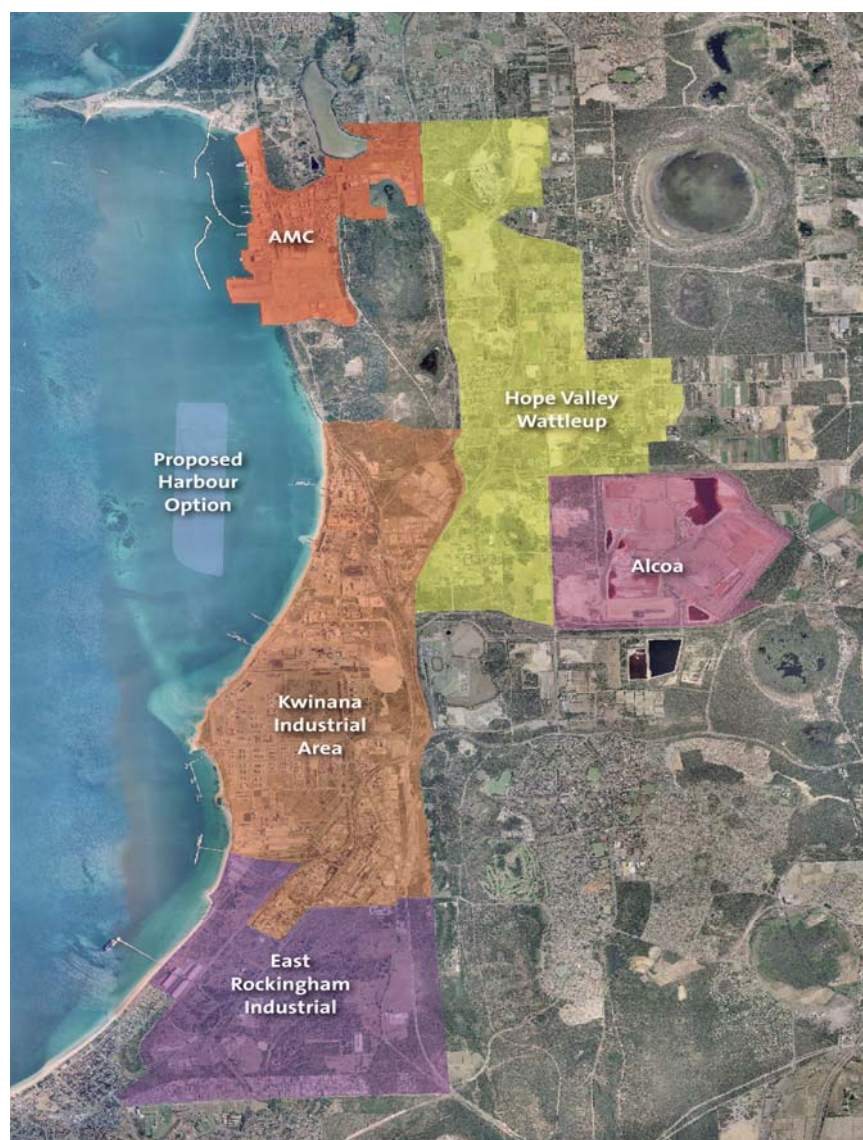 AMC
Hope Valley
Wattleup
Proposed
Harbour
Option
Alcoa
Kwinana
Industrial
Area
East
Rockingham
Industrial